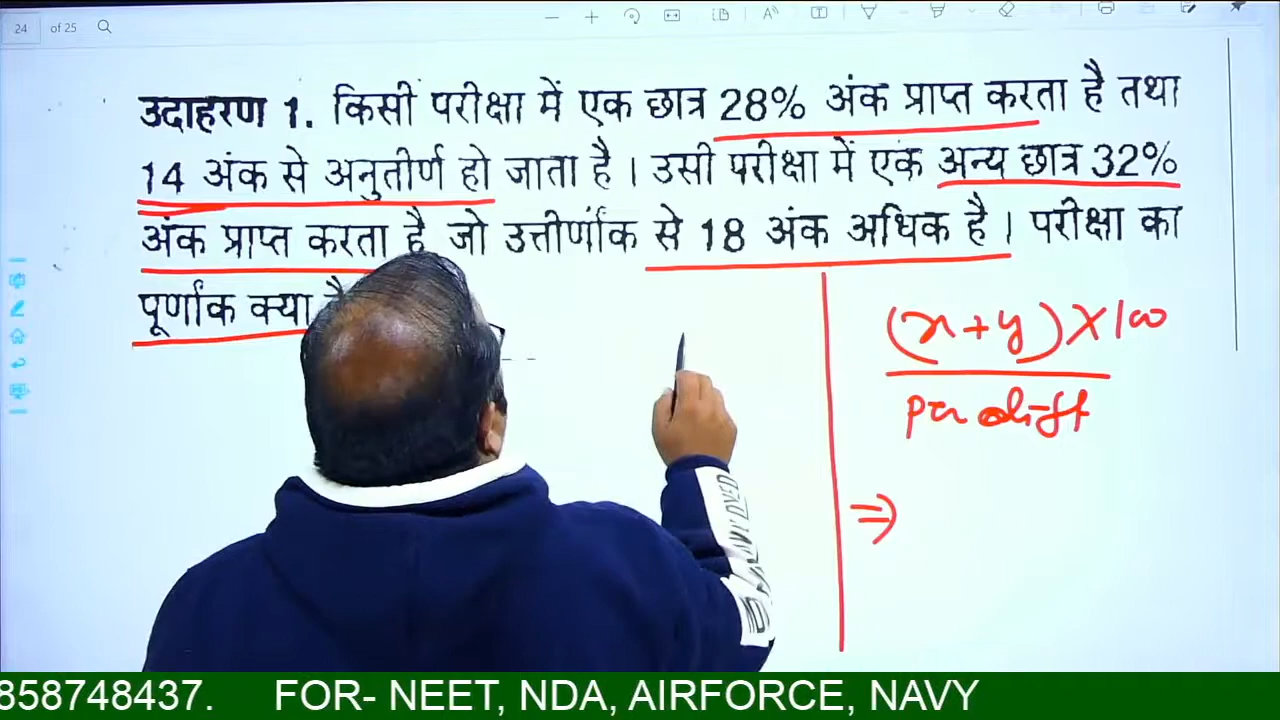 24 of 25
उदाहरण 1. किसी परीक्षा में एक छात्र 28% अंक प्राप्त करता है तथा
14 अंक से अनुतीर्ण हो जाता है । उसी परीक्षा में एक अन्य छात्र 32%
अंक प्राप्त करता है जो उत्तीर्णांक से 18 अंक अधिक है । परीक्षा का
पूर्णांक क्या है
(x+y)×100
per diff
⇒
858748437. FOR- NEET, NDA, AIRFORCE, NAVY